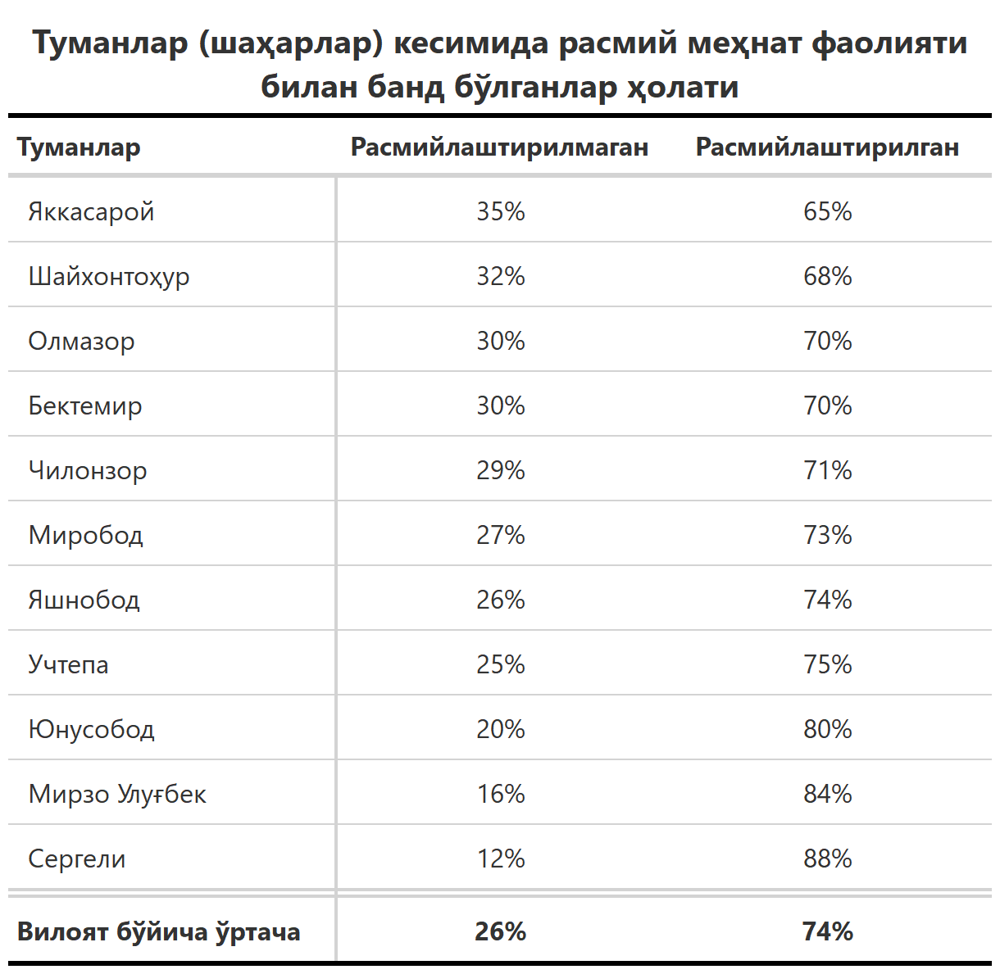 Туманлар (шаҳарлар) кесимида расмий меҳнат фаолияти
билан банд бўлганлар ҳолати
Туманлар Расмийлаштирилмаган Расмийлаштирилган
Яккасарой 35% 65%
Шайхонтоҳур 32% 68%
Олмазор 30% 70%
Бектемир 30% 70%
Чилонзор 29% 71%
Миробод 27% 73%
Яшнобод 26% 74%
Учтепа 25% 75%
Юнусобод 20% 80%
Мирзо Улуғбек 16% 84%
Сергели 12% 88%
Вилоят бўйича ўртача 26% 74%